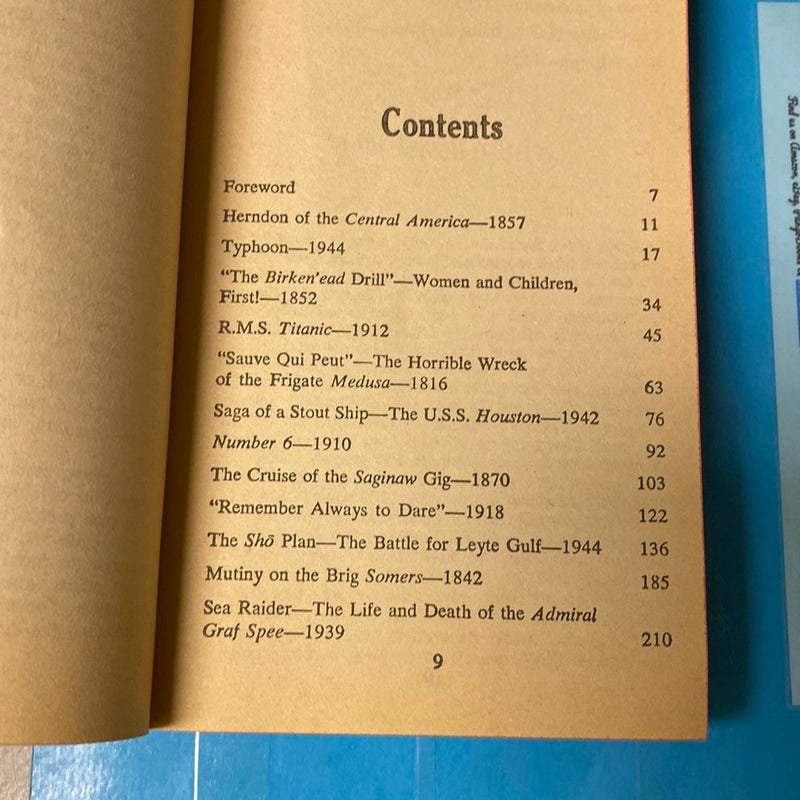 Contents
Foreword 7
Herndon of the Central America—1857 11
Typhoon—1944 17
“The Birken’ead Drill”—Women and Children,
First!—1852 34
R.M.S. Titanic—1912 45
“Sauve Qui Peut”—The Horrible Wreck
of the Frigate Medusa—1816 63
Saga of a Stout Ship—The U.S.S. Houston—1942 76
Number 6—1910 92
The Cruise of the Saginaw Gig—1870 103
“Remember Always to Dare”—1918 122
The Shō Plan—The Battle for Leyte Gulf—1944 136
Mutiny on the Brig Somers—1842 185
Sea Raider—The Life and Death of the Admiral
Graf Spee—1939 210
9
Find us on Amazon, eBay,